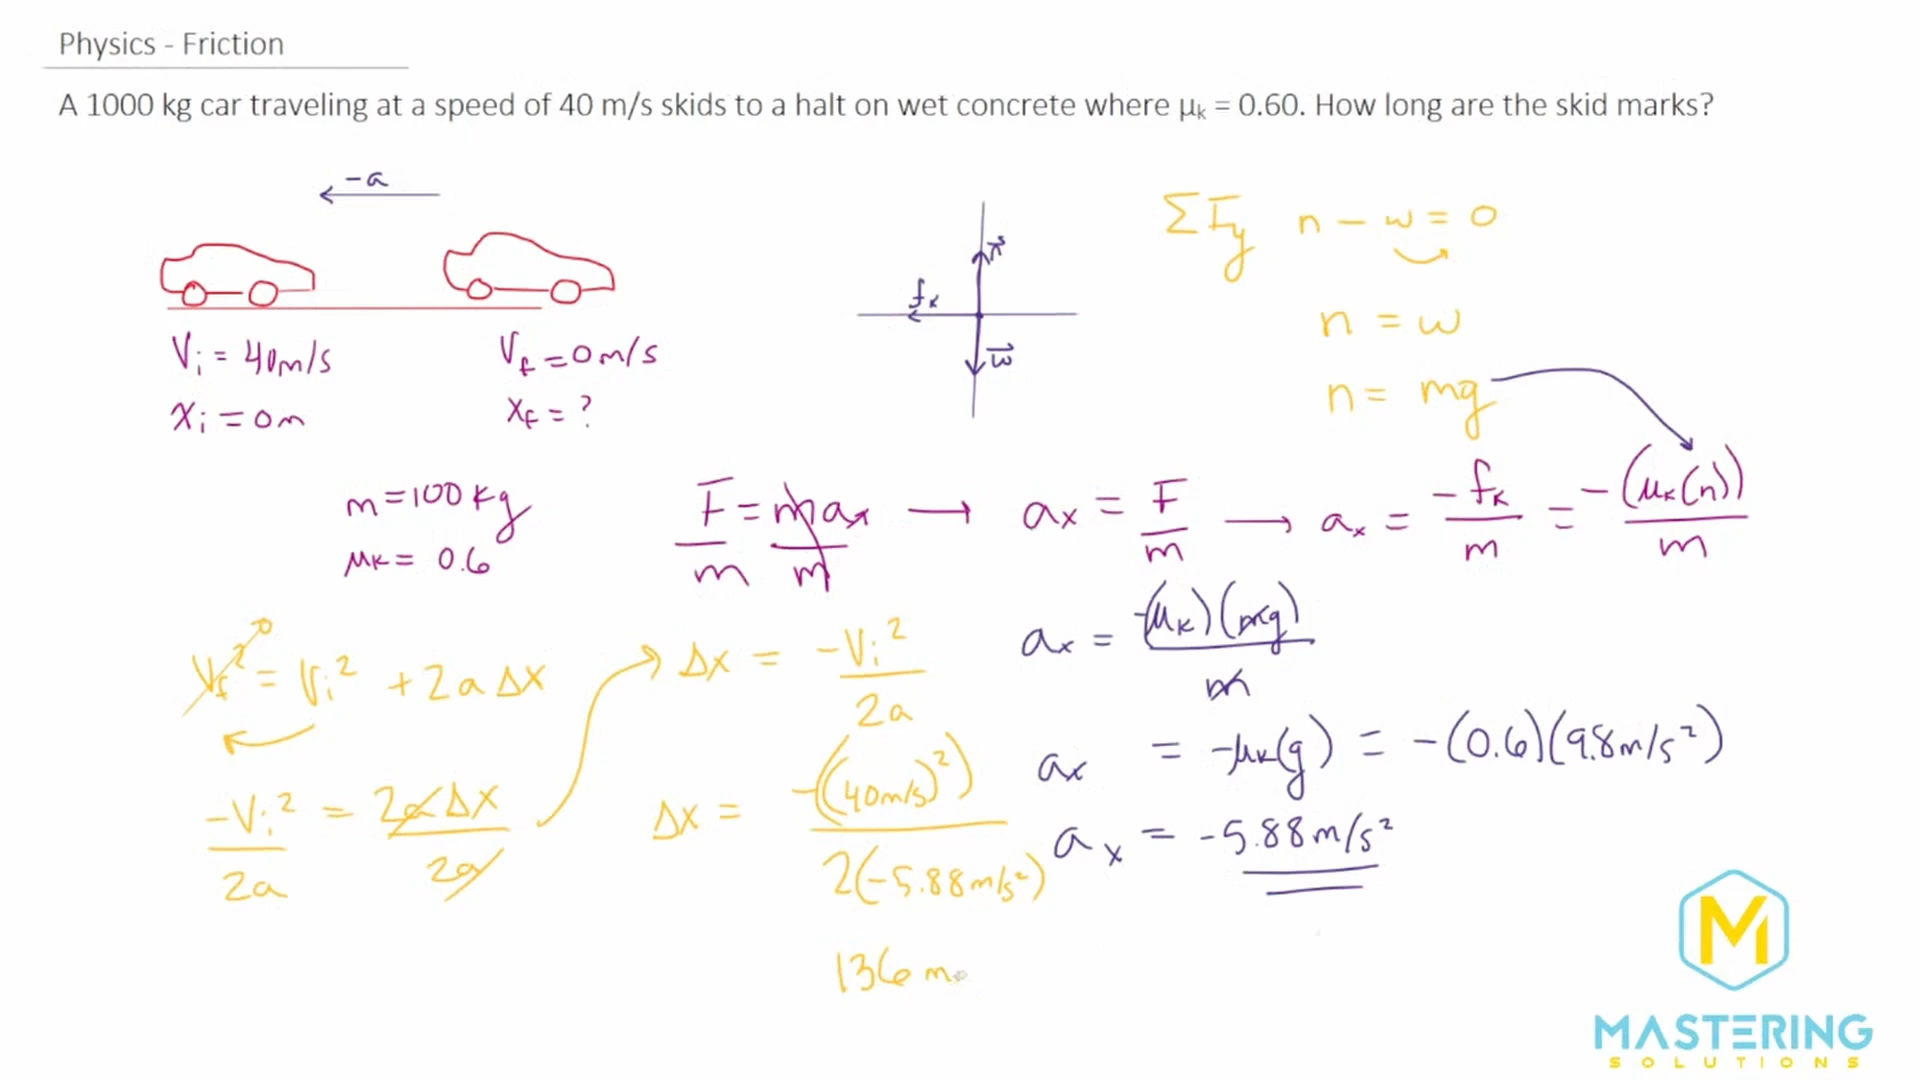 Physics - Friction
A 1000 kg car traveling at a speed of 40 m/s skids to a halt on wet concrete where μk = 0.60. How long are the skid marks?
-a
ΣFy n - w = 0
n
fk
w
n = w
n = mg
Vi = 40m/s
Vf = 0m/s
xi = 0m
xf = ?
m = 100 kg
μk = 0.6
F/m = max/m → ax = F/m → ax = -fk/m = -(μk(n))/m
ax = -(μk)(mg)/m
Vf² = Vi² + 2aΔx
0
Δx = -Vi²/2a
ax = -μk(g) = -(0.6)(9.8m/s²)
-Vi²/2a = 2aΔx/2a
Δx = -((40m/s)²)/2(-5.88m/s²)
ax = -5.88m/s²
136 m
M
MASTERING
SOLUTIONS